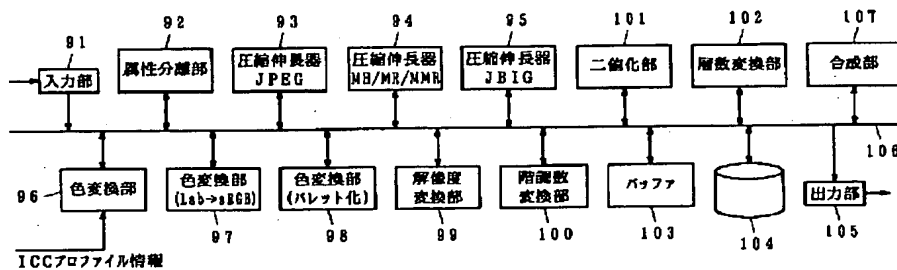 91
92
93
94
95
101
102
107
入力部
属性分離部
圧縮伸長器
JPEG
圧縮伸長器
MH/MR/MMR
圧縮伸長器
JBIG
二値化部
層数変換部
合成部
106
96
色変換部
色変換部
(Lab→sRGB)
色変換部
(パレット化)
解像度
変換部
階調数
変換部
バッファ
出力部
97
98
99
100
103
104
105
ICCプロファイル情報